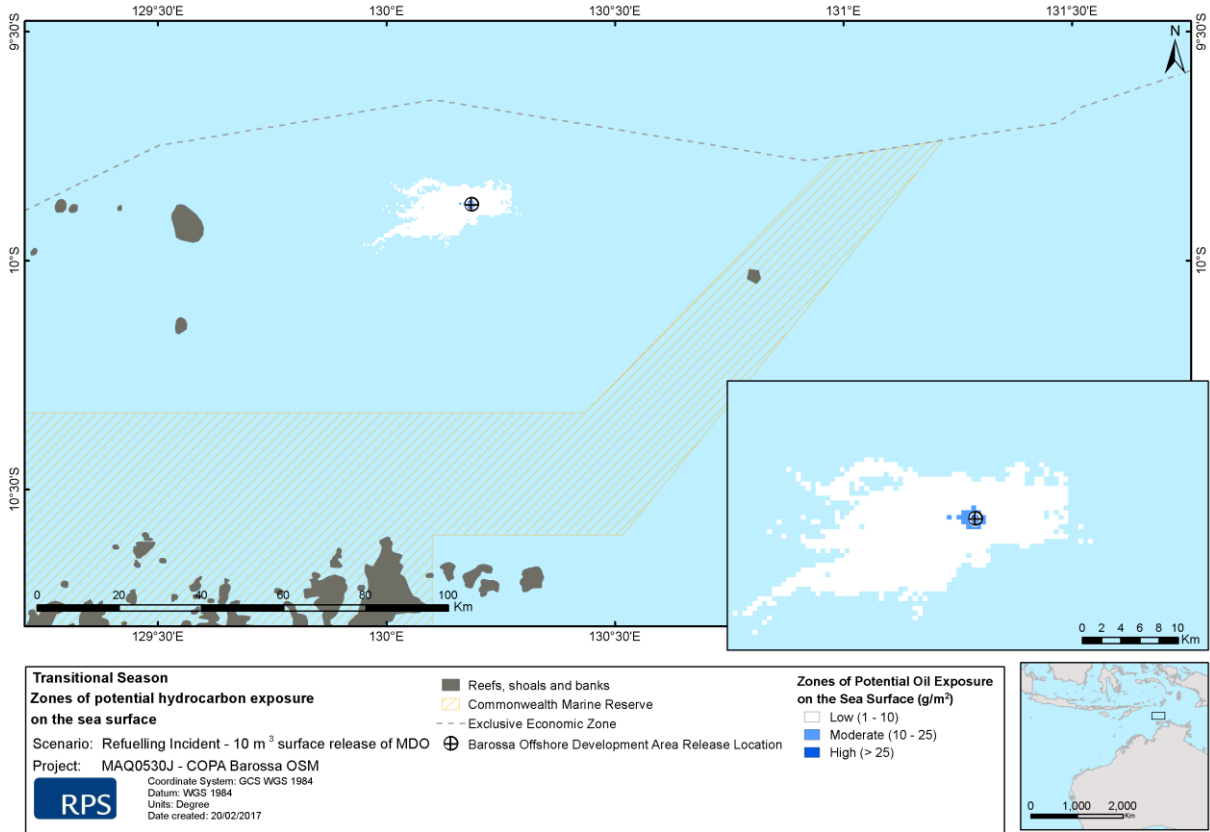 129°30'E
130°E
130°30'E
131°E
131°30'E
9°30'S
9°30'S
N
10°S
10°S
10°30'S
0 20 40 60 80 100
Km
129°30'E
130°E
130°30'E
0 2 4 6 8 10
Km
Transitional Season
Zones of potential hydrocarbon exposure
on the sea surface
Scenario: Refuelling Incident - 10 m³ surface release of MDO
Project: MAQ0530J - COPA Barossa OSM
RPS
Coordinate System: GCS WGS 1984
Datum: WGS 1984
Units: Degree
Date created: 20/02/2017
Reefs, shoals and banks
Commonwealth Marine Reserve
Exclusive Economic Zone
Barossa Offshore Development Area Release Location
Zones of Potential Oil Exposure
on the Sea Surface (g/m²)
Low (1 - 10)
Moderate (10 - 25)
High (> 25)
0 1,000 2,000
Km